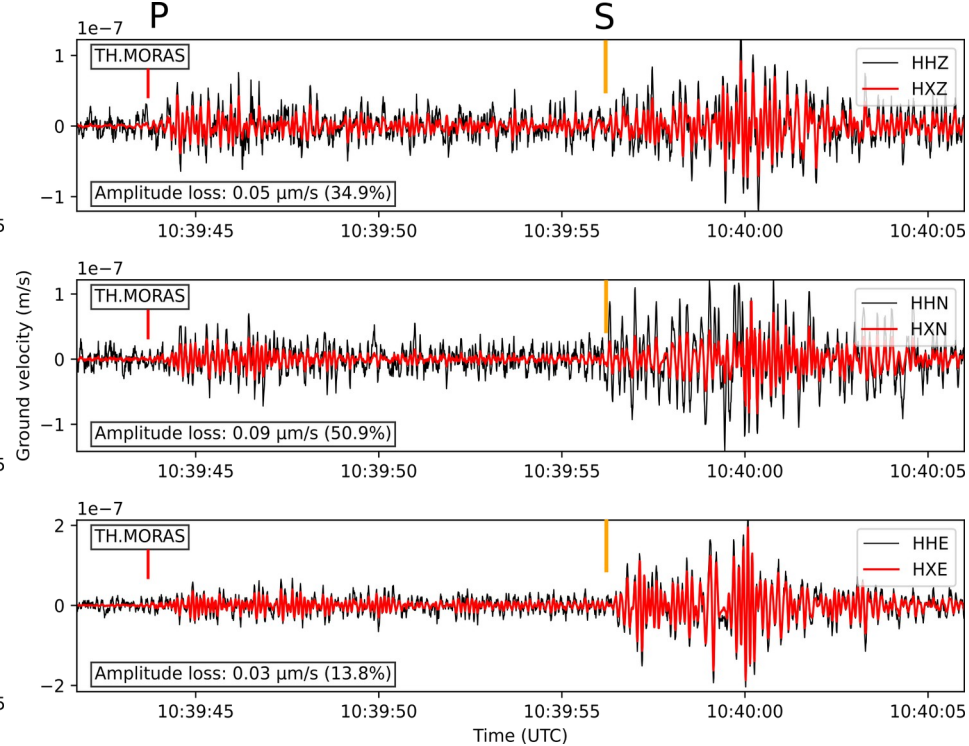 P S
1e−7
TH.MORAS
HHZ
HXZ
1
0
−1
Amplitude loss: 0.05 μm/s (34.9%)
10:39:45 10:39:50 10:39:55 10:40:00 10:40:05
1e−7
TH.MORAS
HHN
HXN
1
0
−1
Amplitude loss: 0.09 μm/s (50.9%)
10:39:45 10:39:50 10:39:55 10:40:00 10:40:05
Ground velocity (m/s)
1e−7
TH.MORAS
HHE
HXE
2
0
−2
Amplitude loss: 0.03 μm/s (13.8%)
10:39:45 10:39:50 10:39:55 10:40:00 10:40:05
Time (UTC)